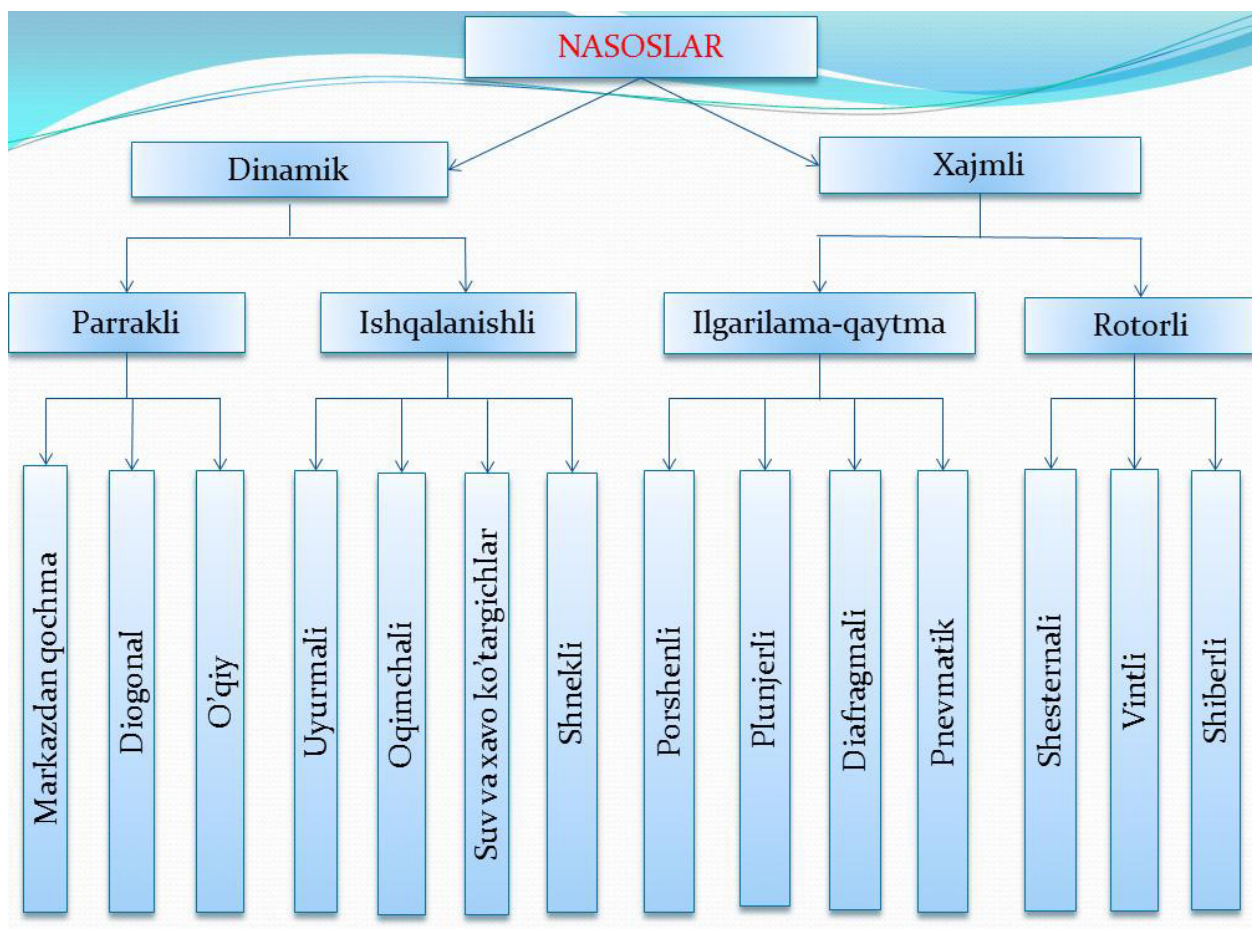 NASOSLAR
Dinamik
Xajmli
Parrakli
Ishqalanishli
Ilgarilama-qaytma
Rotorli
Markazdan qochma
Diogonal
O'qiy
Uyurmali
Oqimchali
Suv va xavo ko'targichlar
Shnekli
Porshenli
Plunjerli
Diafragmali
Pnevmatik
Shesternali
Vintli
Shiberli